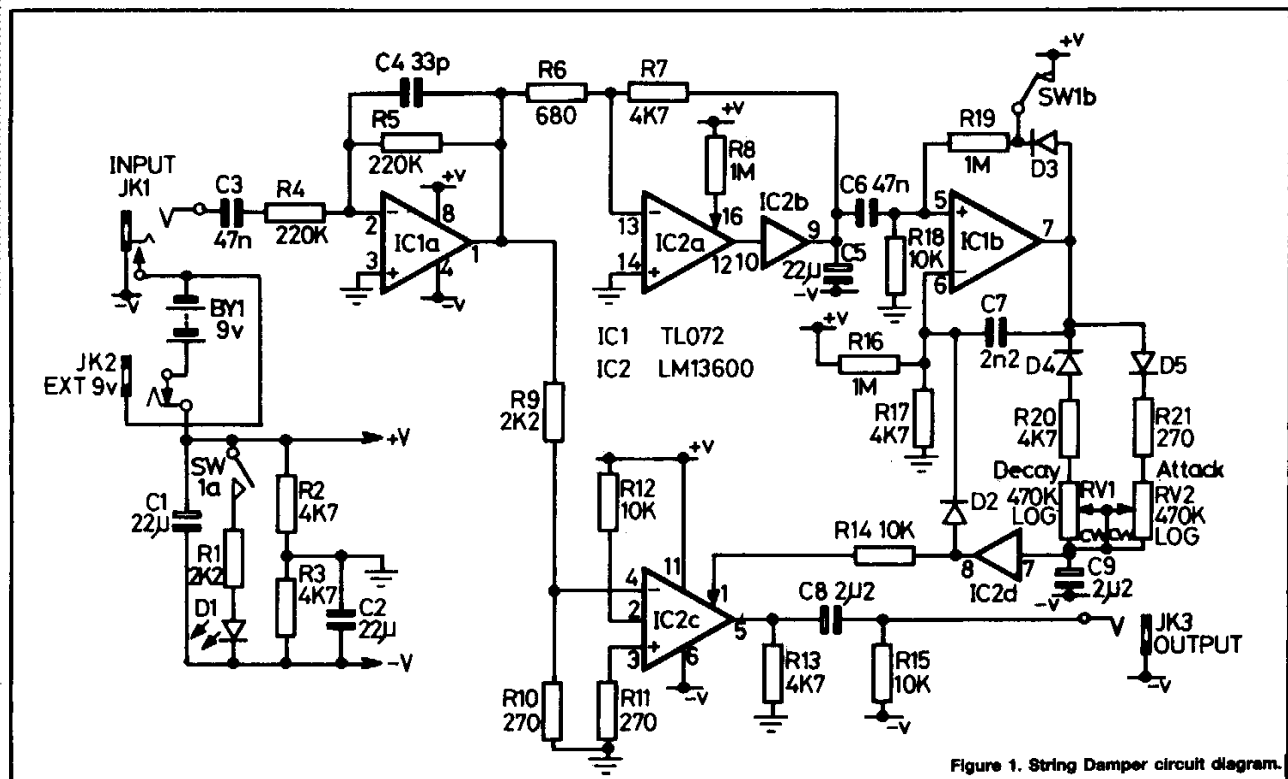 C4 33p
R6
680
R7
4K7
+V
SW1b
R5
220K
+V
R8
1M
R19
1M
D3
INPUT
JK1
C3
47n
R4
220K
+V
2
-
8
IC1a
1
3
+
4
-V
13
-
16
IC2a
14
+
12
IC2b
10
9
C6 47n
R18
10K
C5
22µ
-V
5
+
IC1b
7
-
6
-V
BY1
9v
JK2
EXT 9v
IC1 TL072
IC2 LM13600
+V
R16
1M
C7
2n2
D4
D5
R17
4K7
R20
4K7
R21
270
R9
2K2
+V
SW
1a
C1
22µ
R2
4K7
R1
2K2
R3
4K7
D1
C2
22µ
-V
+V
R12
10K
D2
Decay
470K
LOG
RV1
Attack
RV2
470K
LOG
CW CW
R14 10K
8
7
IC2d
C9
2µ2
-V
11
4
-
1
2
IC2c
5
3
+
6
-V
C8 2µ2
R13
4K7
R15
10K
-V
JK3
OUTPUT
-V
R10
270
R11
270
Figure 1. String Damper circuit diagram.